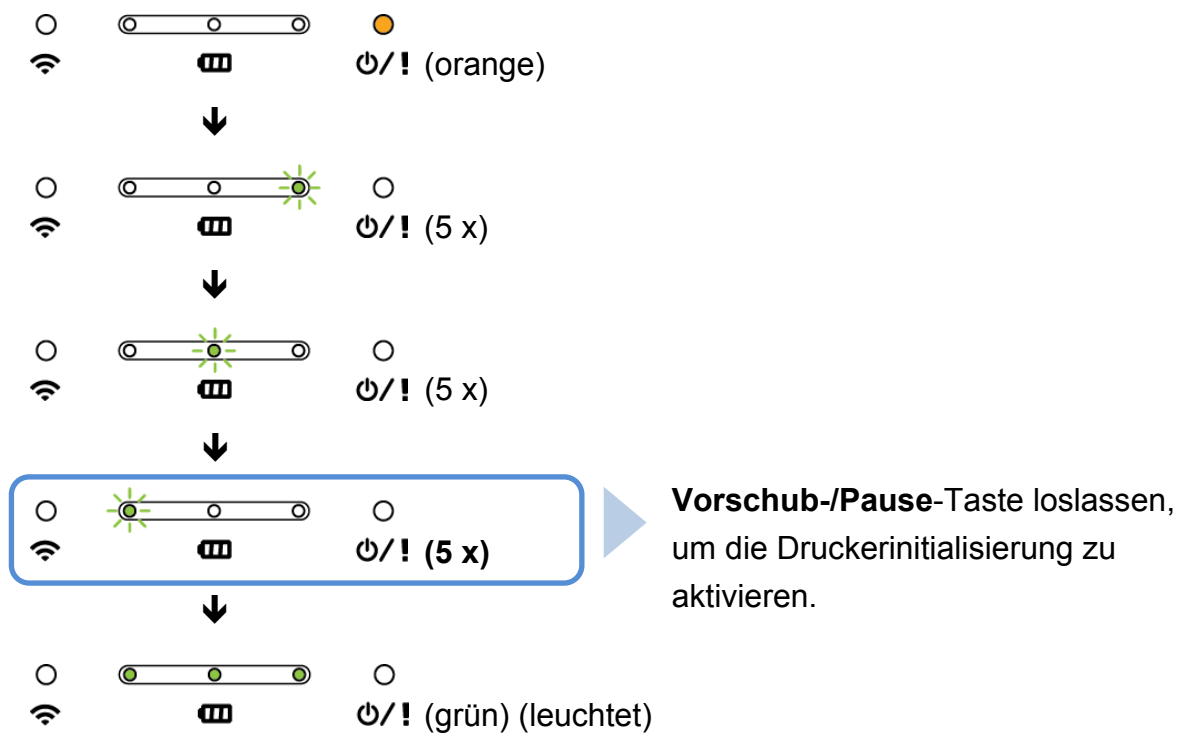 (orange)
(5 x)
(5 x)
(5 x)
Vorschub-/Pause-Taste loslassen,
um die Druckerinitialisierung zu
aktivieren.
(grün) (leuchtet)